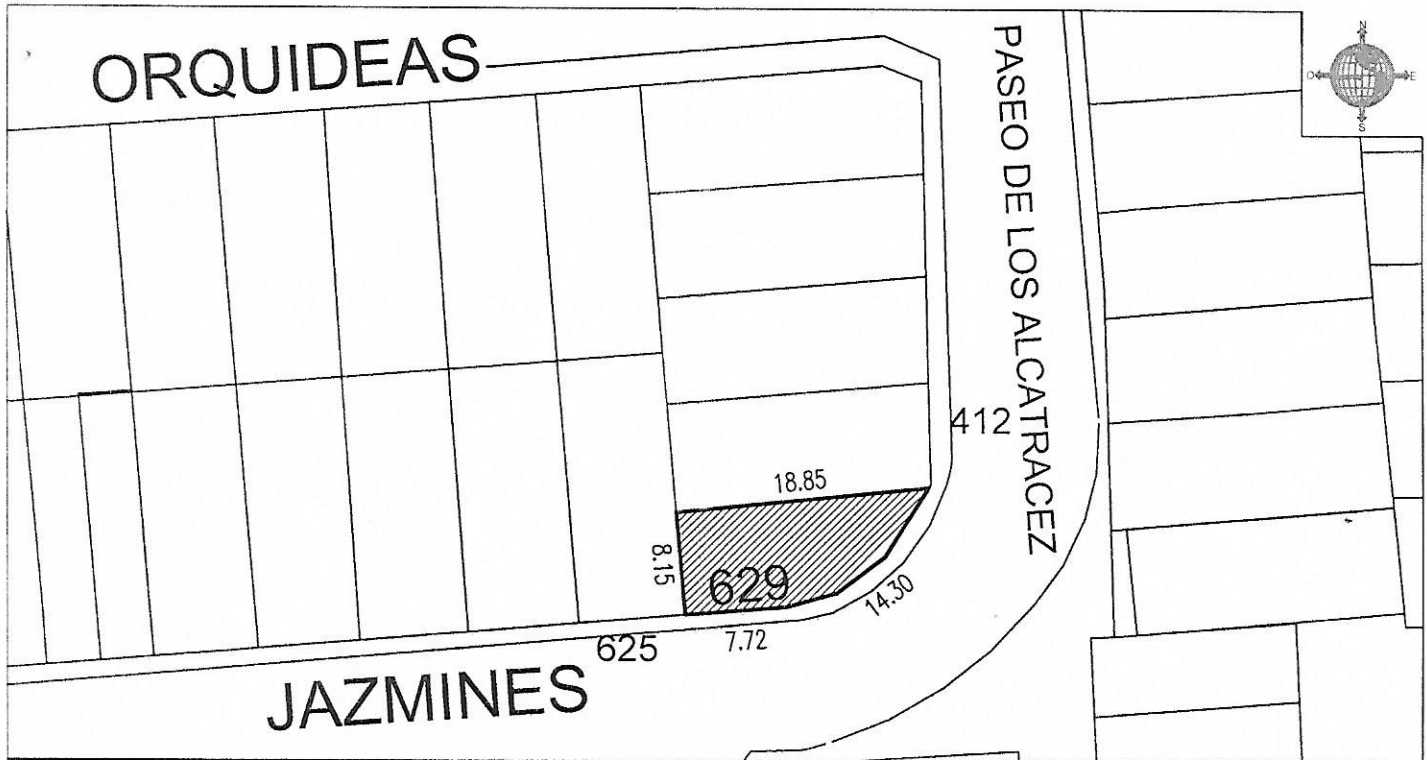 ORQUIDEAS
PASEO DE LOS ALCATRACEZ
N
O
E
S
412
18.85
8.15
629
14.30
625
7.72
JAZMINES